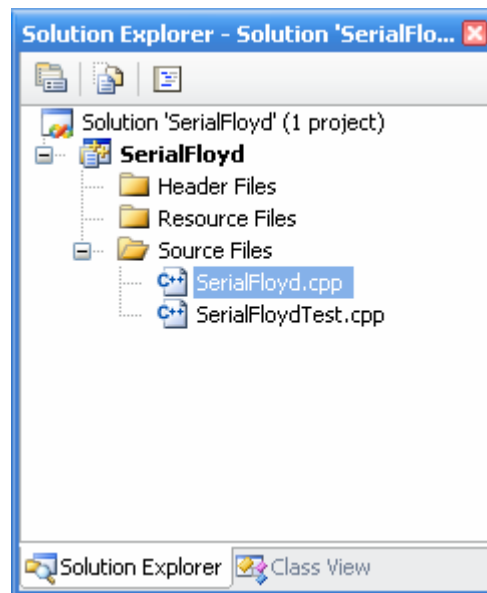 Solution Explorer - Solution 'SerialFlo...
Solution 'SerialFloyd' (1 project)
SerialFloyd
Header Files
Resource Files
Source Files
C++ SerialFloyd.cpp
C++ SerialFloydTest.cpp
Solution Explorer Class View